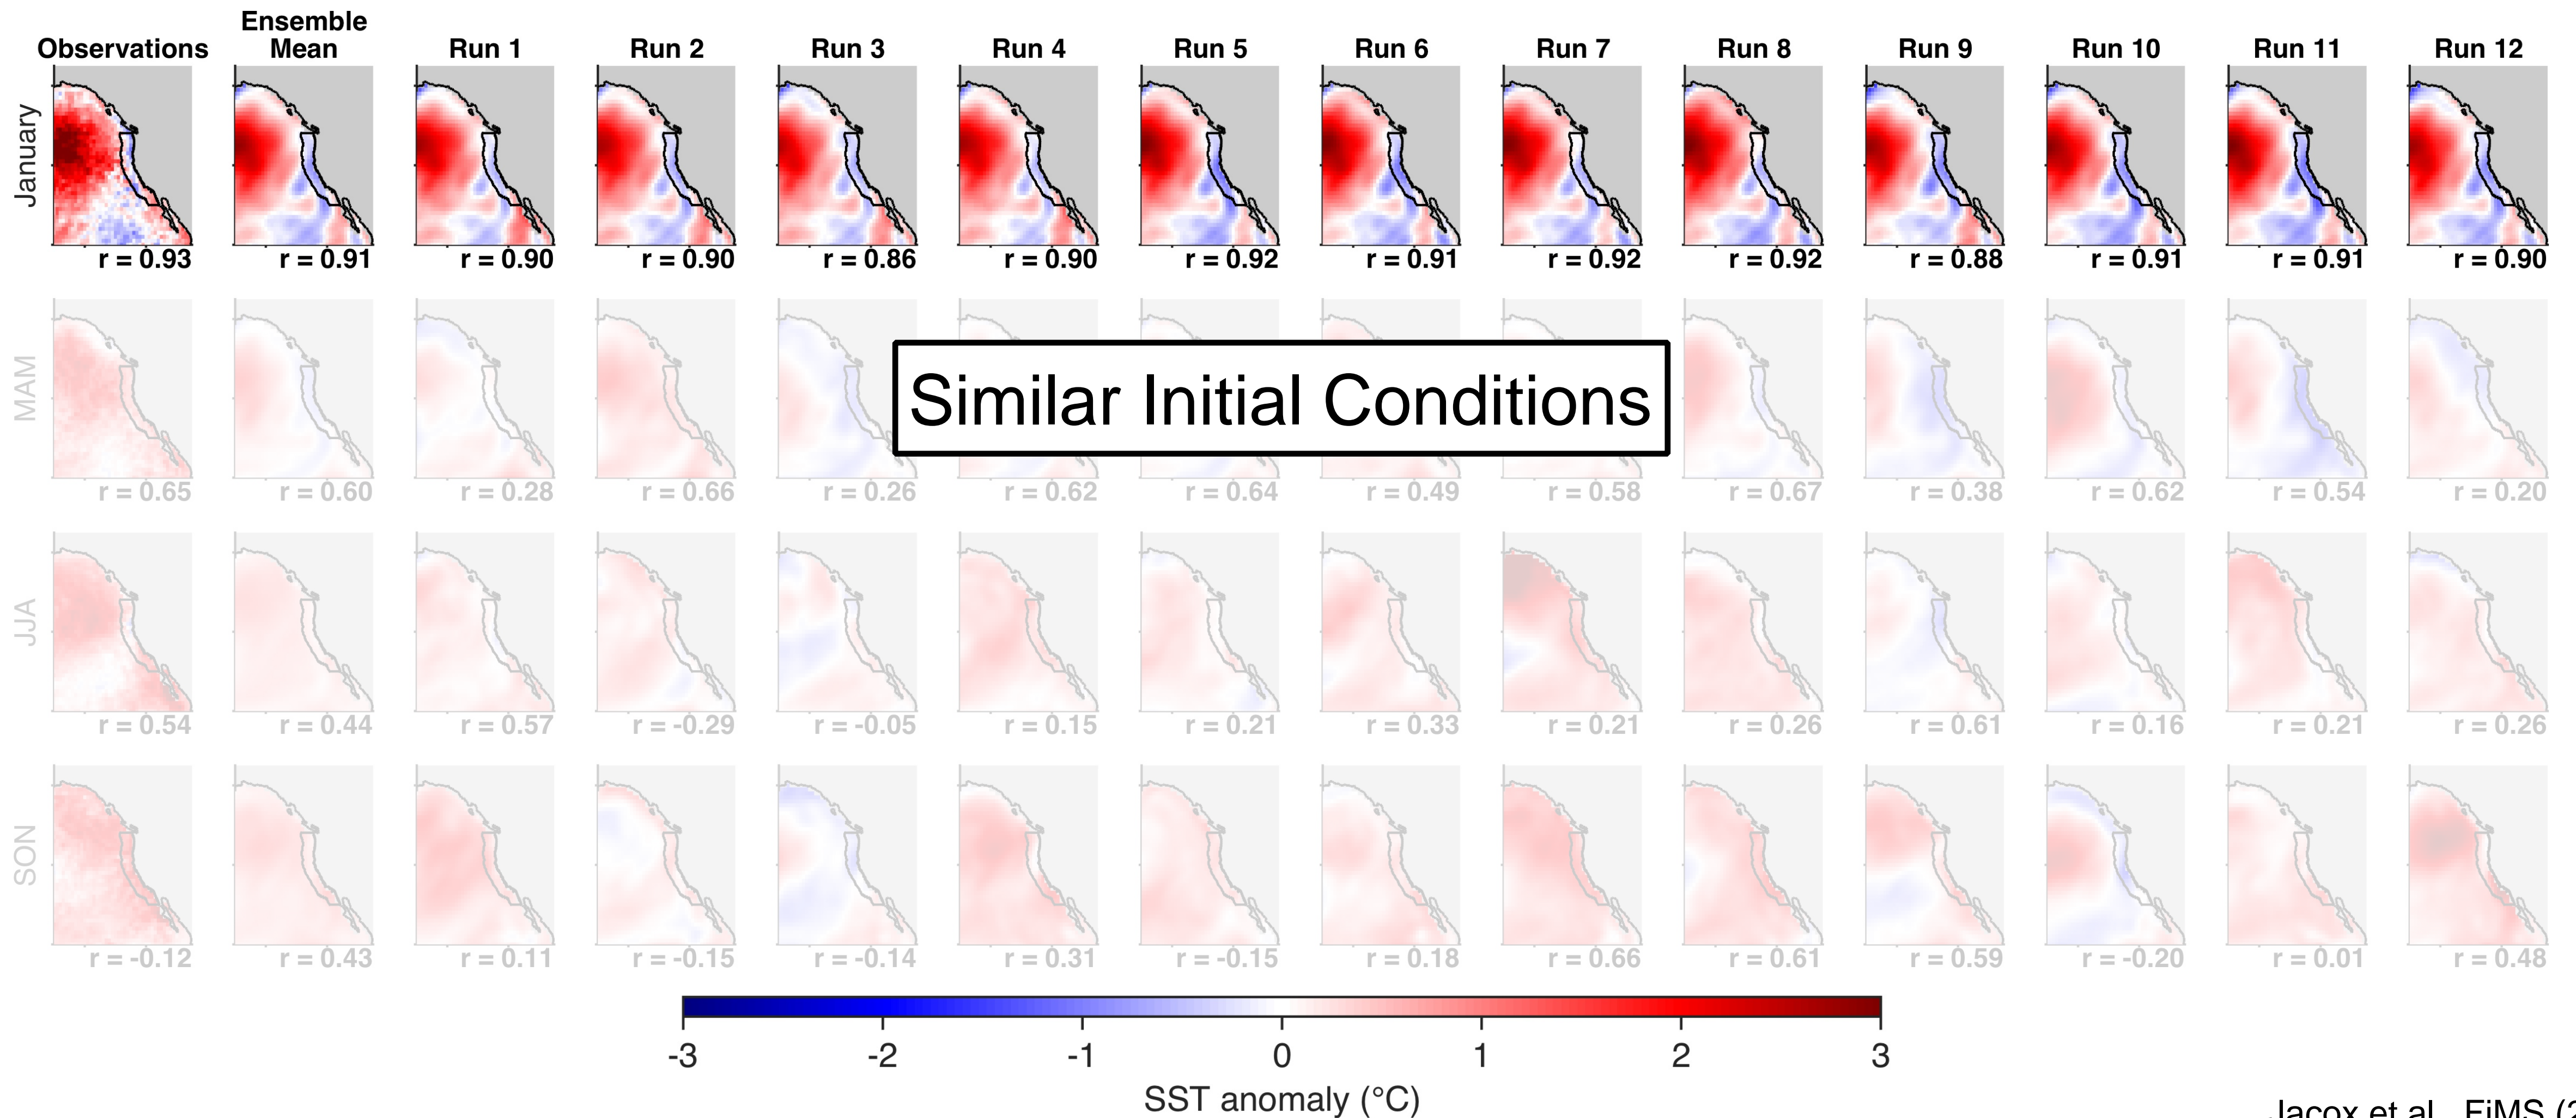 Ensemble
Observations Mean Run 1 Run 2 Run 3 Run 4 Run 5 Run 6 Run 7 Run 8 Run 9 Run 10 Run 11 Run 12
January
r = 0.93 r = 0.91 r = 0.90 r = 0.90 r = 0.86 r = 0.90 r = 0.92 r = 0.91 r = 0.92 r = 0.92 r = 0.88 r = 0.91 r = 0.91 r = 0.90
MAM
Similar Initial Conditions
r = 0.65 r = 0.60 r = 0.28 r = 0.66 r = 0.26 r = 0.62 r = 0.64 r = 0.49 r = 0.58 r = 0.67 r = 0.38 r = 0.62 r = 0.54 r = 0.20
JJA
r = 0.54 r = 0.44 r = 0.57 r = -0.29 r = -0.05 r = 0.15 r = 0.21 r = 0.33 r = 0.21 r = 0.26 r = 0.61 r = 0.16 r = 0.21 r = 0.26
SON
r = -0.12 r = 0.43 r = 0.11 r = -0.15 r = -0.14 r = 0.31 r = -0.15 r = 0.18 r = 0.66 r = 0.61 r = 0.59 r = -0.20 r = 0.01 r = 0.48
-3 -2 -1 0 1 2 3
SST anomaly (°C)
Jacox et al., FiMS